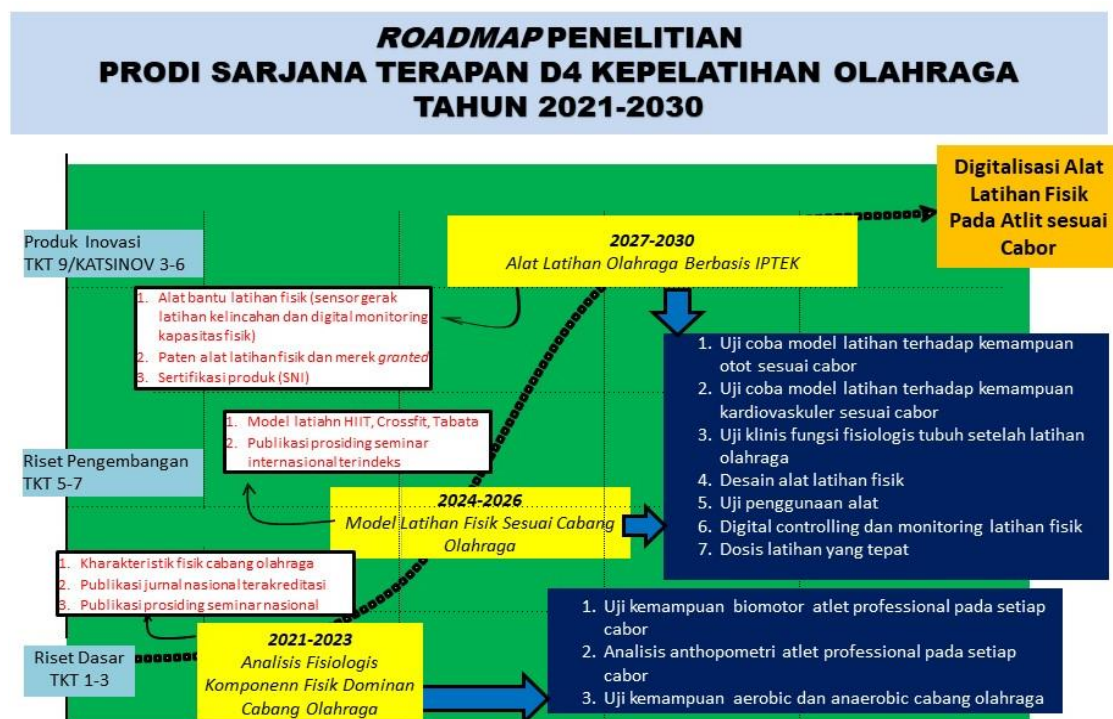 ROADMAP PENELITIAN
PRODI SARJANA TERAPAN D4 KEPELATIHAN OLAHRAGA
TAHUN 2021-2030
Digitalisasi Alat
Latihan Fisik
Pada Atlit sesuai
Cabor
Produk Inovasi
TKT 9/KATSINOV 3-6
2027-2030
Alat Latihan Olahraga Berbasis IPTEK
1. Alat bantu latihan fisik (sensor gerak
latihan kelincahan dan digital monitoring
kapasitas fisik)
2. Paten alat latihan fisik dan merek granted
3. Sertifikasi produk (SNI)
1. Uji coba model latihan terhadap kemampuan
otot sesuai cabor
2. Uji coba model latihan terhadap kemampuan
kardiovaskuler sesuai cabor
3. Uji klinis fungsi fisiologis tubuh setelah latihan
olahraga
4. Desain alat latihan fisik
5. Uji penggunaan alat
6. Digital controlling dan monitoring latihan fisik
7. Dosis latihan yang tepat
1. Model latiahn HIIT, Crossfit, Tabata
2. Publikasi prosiding seminar
internasional terindeks
Riset Pengembangan
TKT 5-7
2024-2026
Model Latihan Fisik Sesuai Cabang
Olahraga
1. Kharakteristik fisik cabang olahraga
2. Publikasi jurnal nasional terakreditasi
3. Publikasi prosiding seminar nasional
Riset Dasar
TKT 1-3
2021-2023
Analisis Fisiologis
Komponenn Fisik Dominan
Cabang Olahraga
1. Uji kemampuan biomotor atlet professional pada setiap
cabor
2. Analisis anthopometri atlet professional pada setiap
cabor
3. Uji kemampuan aerobic dan anaerobic cabang olahraga